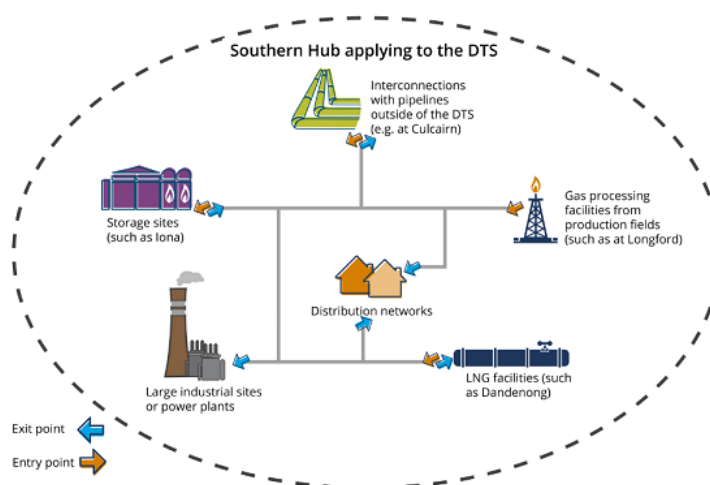 Southern Hub applying to the DTS
Interconnections
with pipelines
outside of the DTS
(e.g. at Culcairn)
Storage sites
(such as Iona)
Gas processing
facilities from
production fields
(such as at Longford)
Distribution networks
Large industrial sites
or power plants
LNG facilities (such
as Dandenong)
Exit point
Entry point